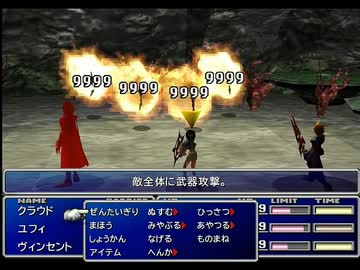 9999 9999 9999 9999
敵全体に武器攻撃。
NAME
LIMIT TIME
クラウド
ユフィ
ヴィンセント
ぜんたいぎり ぬすむ ひっさつ
まほう みやぶる あやつる
しょうかん なげる ものまね
アイテム へんか
9
9
9